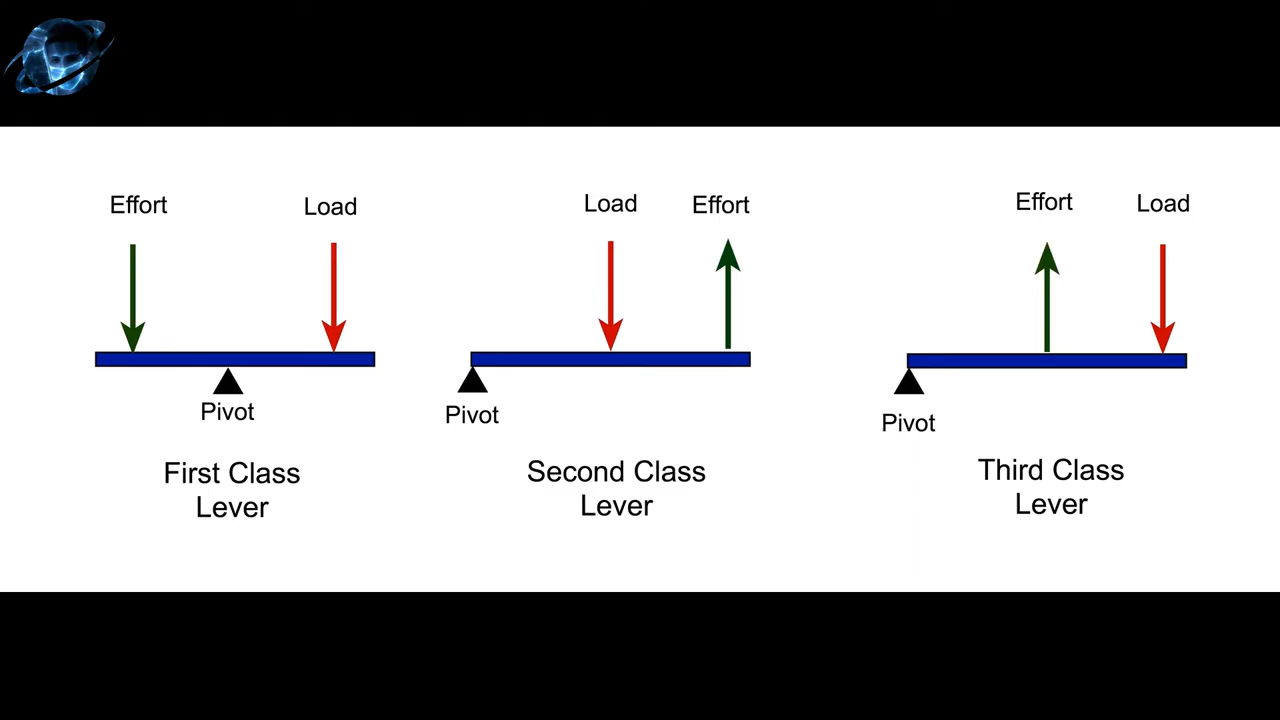 Effort
Load
Pivot
First Class
Lever
Load
Effort
Pivot
Second Class
Lever
Effort
Load
Pivot
Third Class
Lever